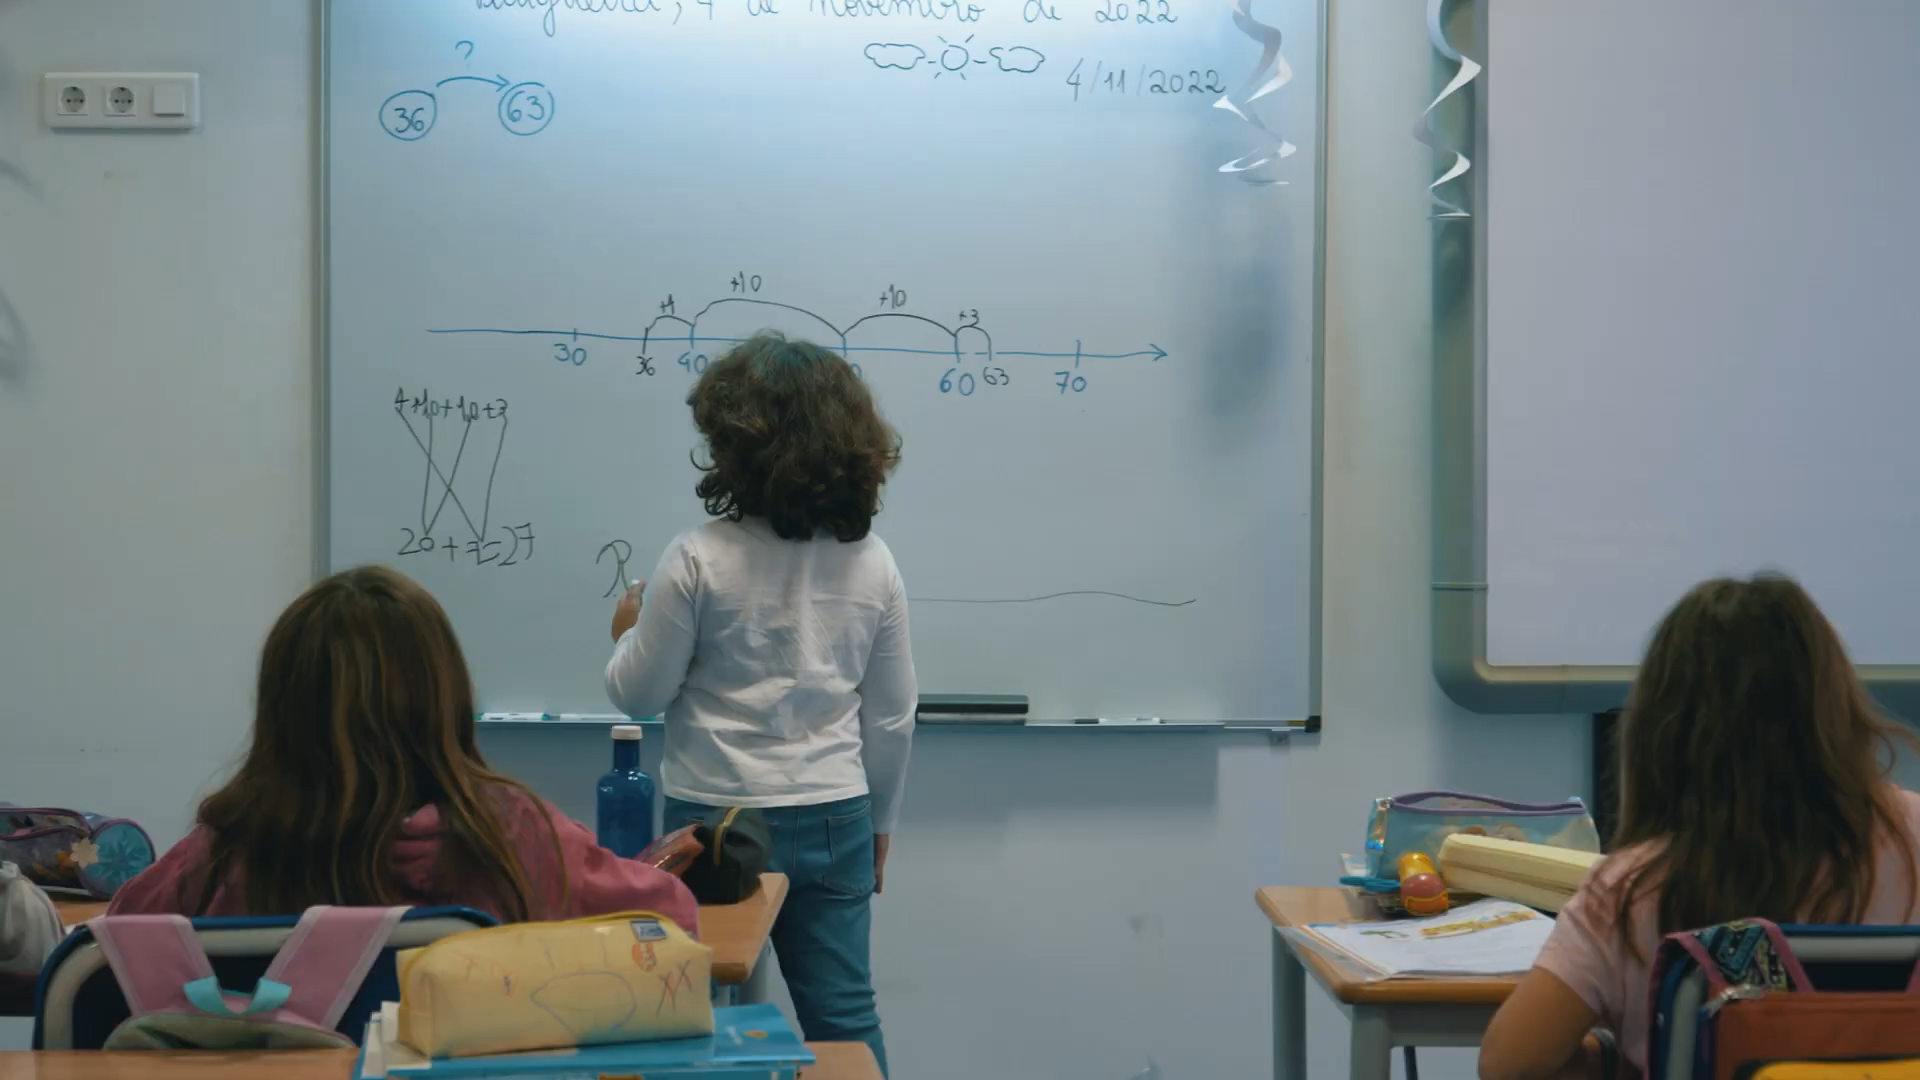 4 de novembro de 2022
?
36 63
4/11/2022
+4 +10 +10 +3
30 36 40 60 63 70
4+10+10+3
20+7=27
R